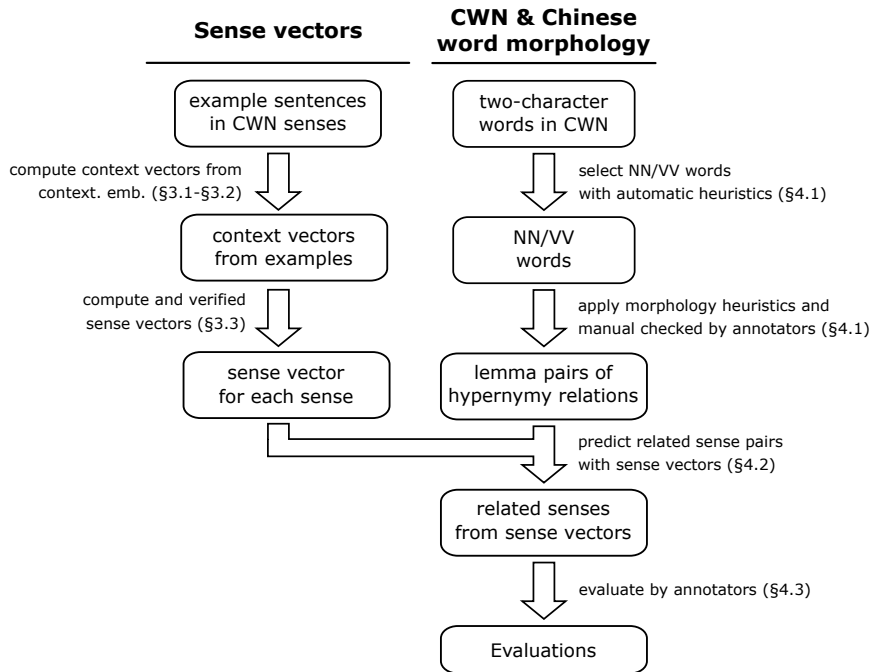 Sense vectors
CWN & Chinese
word morphology
example sentences
in CWN senses
two-character
words in CWN
compute context vectors from
context. emb. (§3.1-§3.2)
select NN/VV words
with automatic heuristics (§4.1)
context vectors
from examples
NN/VV
words
compute and verified
sense vectors (§3.3)
apply morphology heuristics and
manual checked by annotators (§4.1)
sense vector
for each sense
lemma pairs of
hypernymy relations
predict related sense pairs
with sense vectors (§4.2)
related senses
from sense vectors
evaluate by annotators (§4.3)
Evaluations